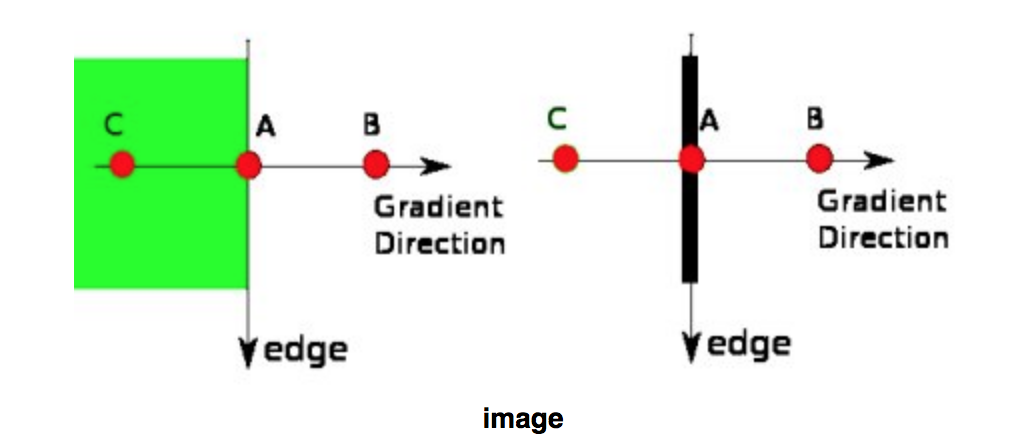 C
A
B
Gradient
Direction
edge
C
A
B
Gradient
Direction
edge
image